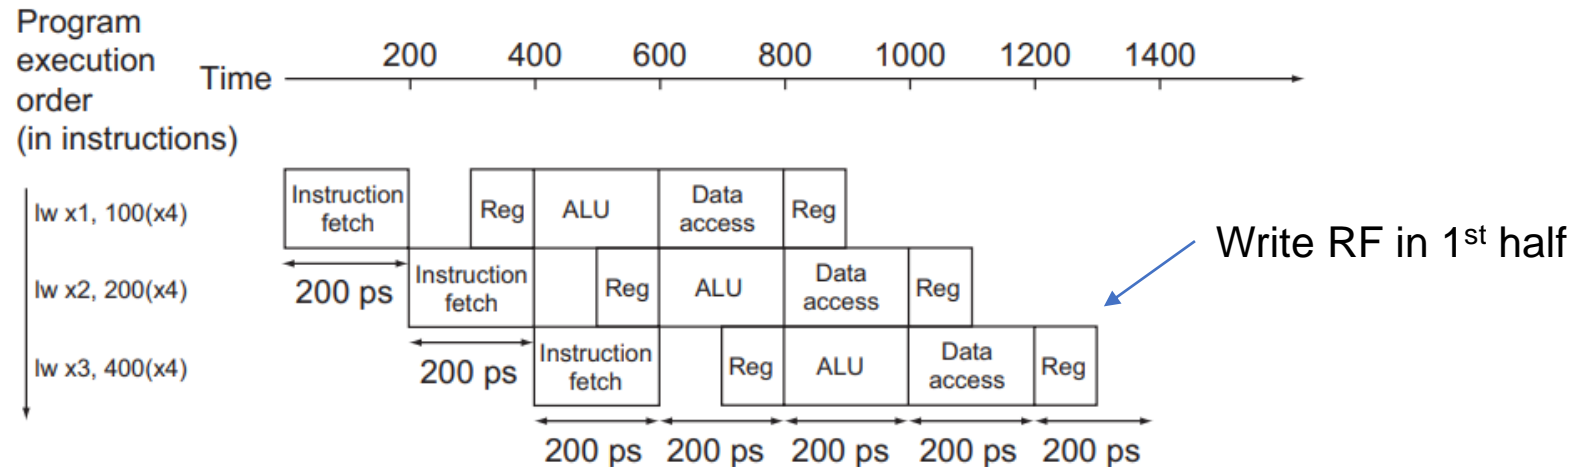 Program
execution
order
(in instructions)
Time
200 400 600 800 1000 1200 1400
lw x1, 100(x4)
Instruction
fetch
Reg
ALU
Data
access
Reg
Write RF in 1st half
lw x2, 200(x4)
200 ps
Instruction
fetch
Reg
ALU
Data
access
Reg
lw x3, 400(x4)
200 ps
Instruction
fetch
Reg
ALU
Data
access
Reg
200 ps 200 ps 200 ps 200 ps 200 ps